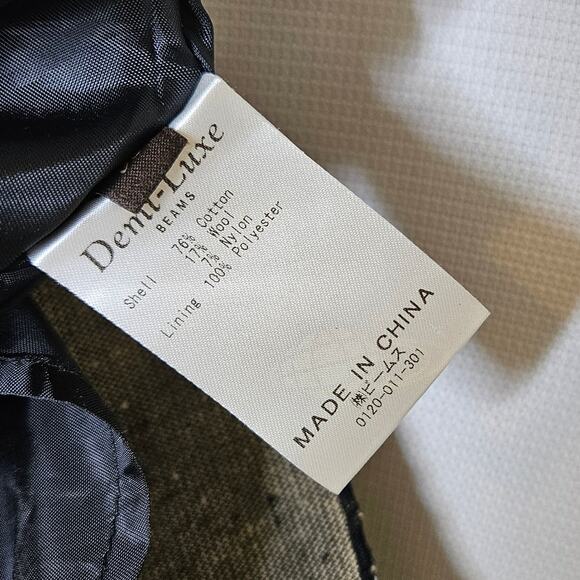 Demi-Luxe
BEAMS
Shell 76% Cotton
17% Wool
7% Nylon
Lining 100% Polyester
MADE IN CHINA
㈱ビームス
0120-011-301